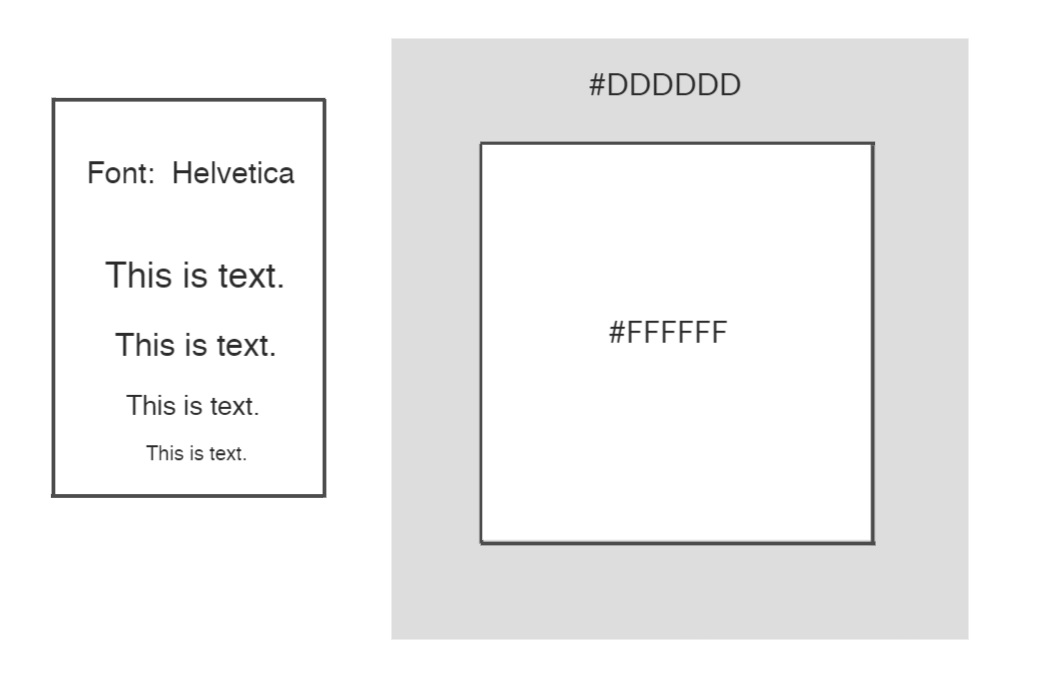 Font:  Helvetica
This is text.
This is text.
This is text.
This is text.
#DDDDDD
#FFFFFF